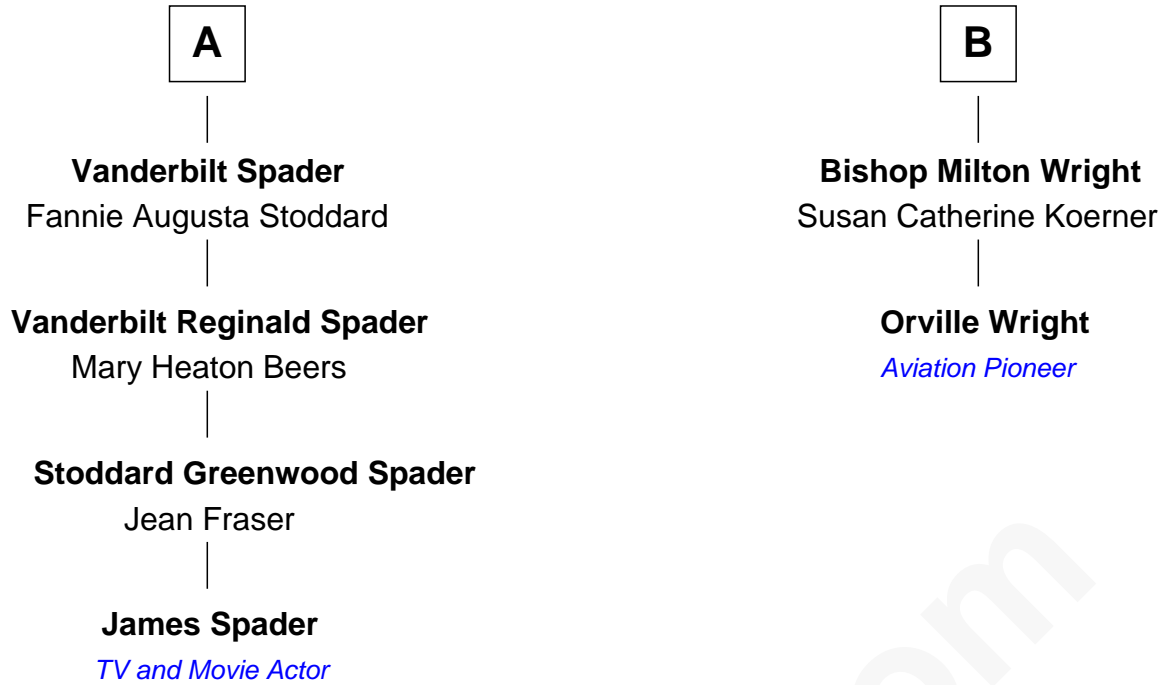 A
Vanderbilt Spader
Fannie Augusta Stoddard
Vanderbilt Reginald Spader
Mary Heaton Beers
Stoddard Greenwood Spader
Jean Fraser
James Spader
TV and Movie Actor
B
Bishop Milton Wright
Susan Catherine Koerner
Orville Wright
Aviation Pioneer
om